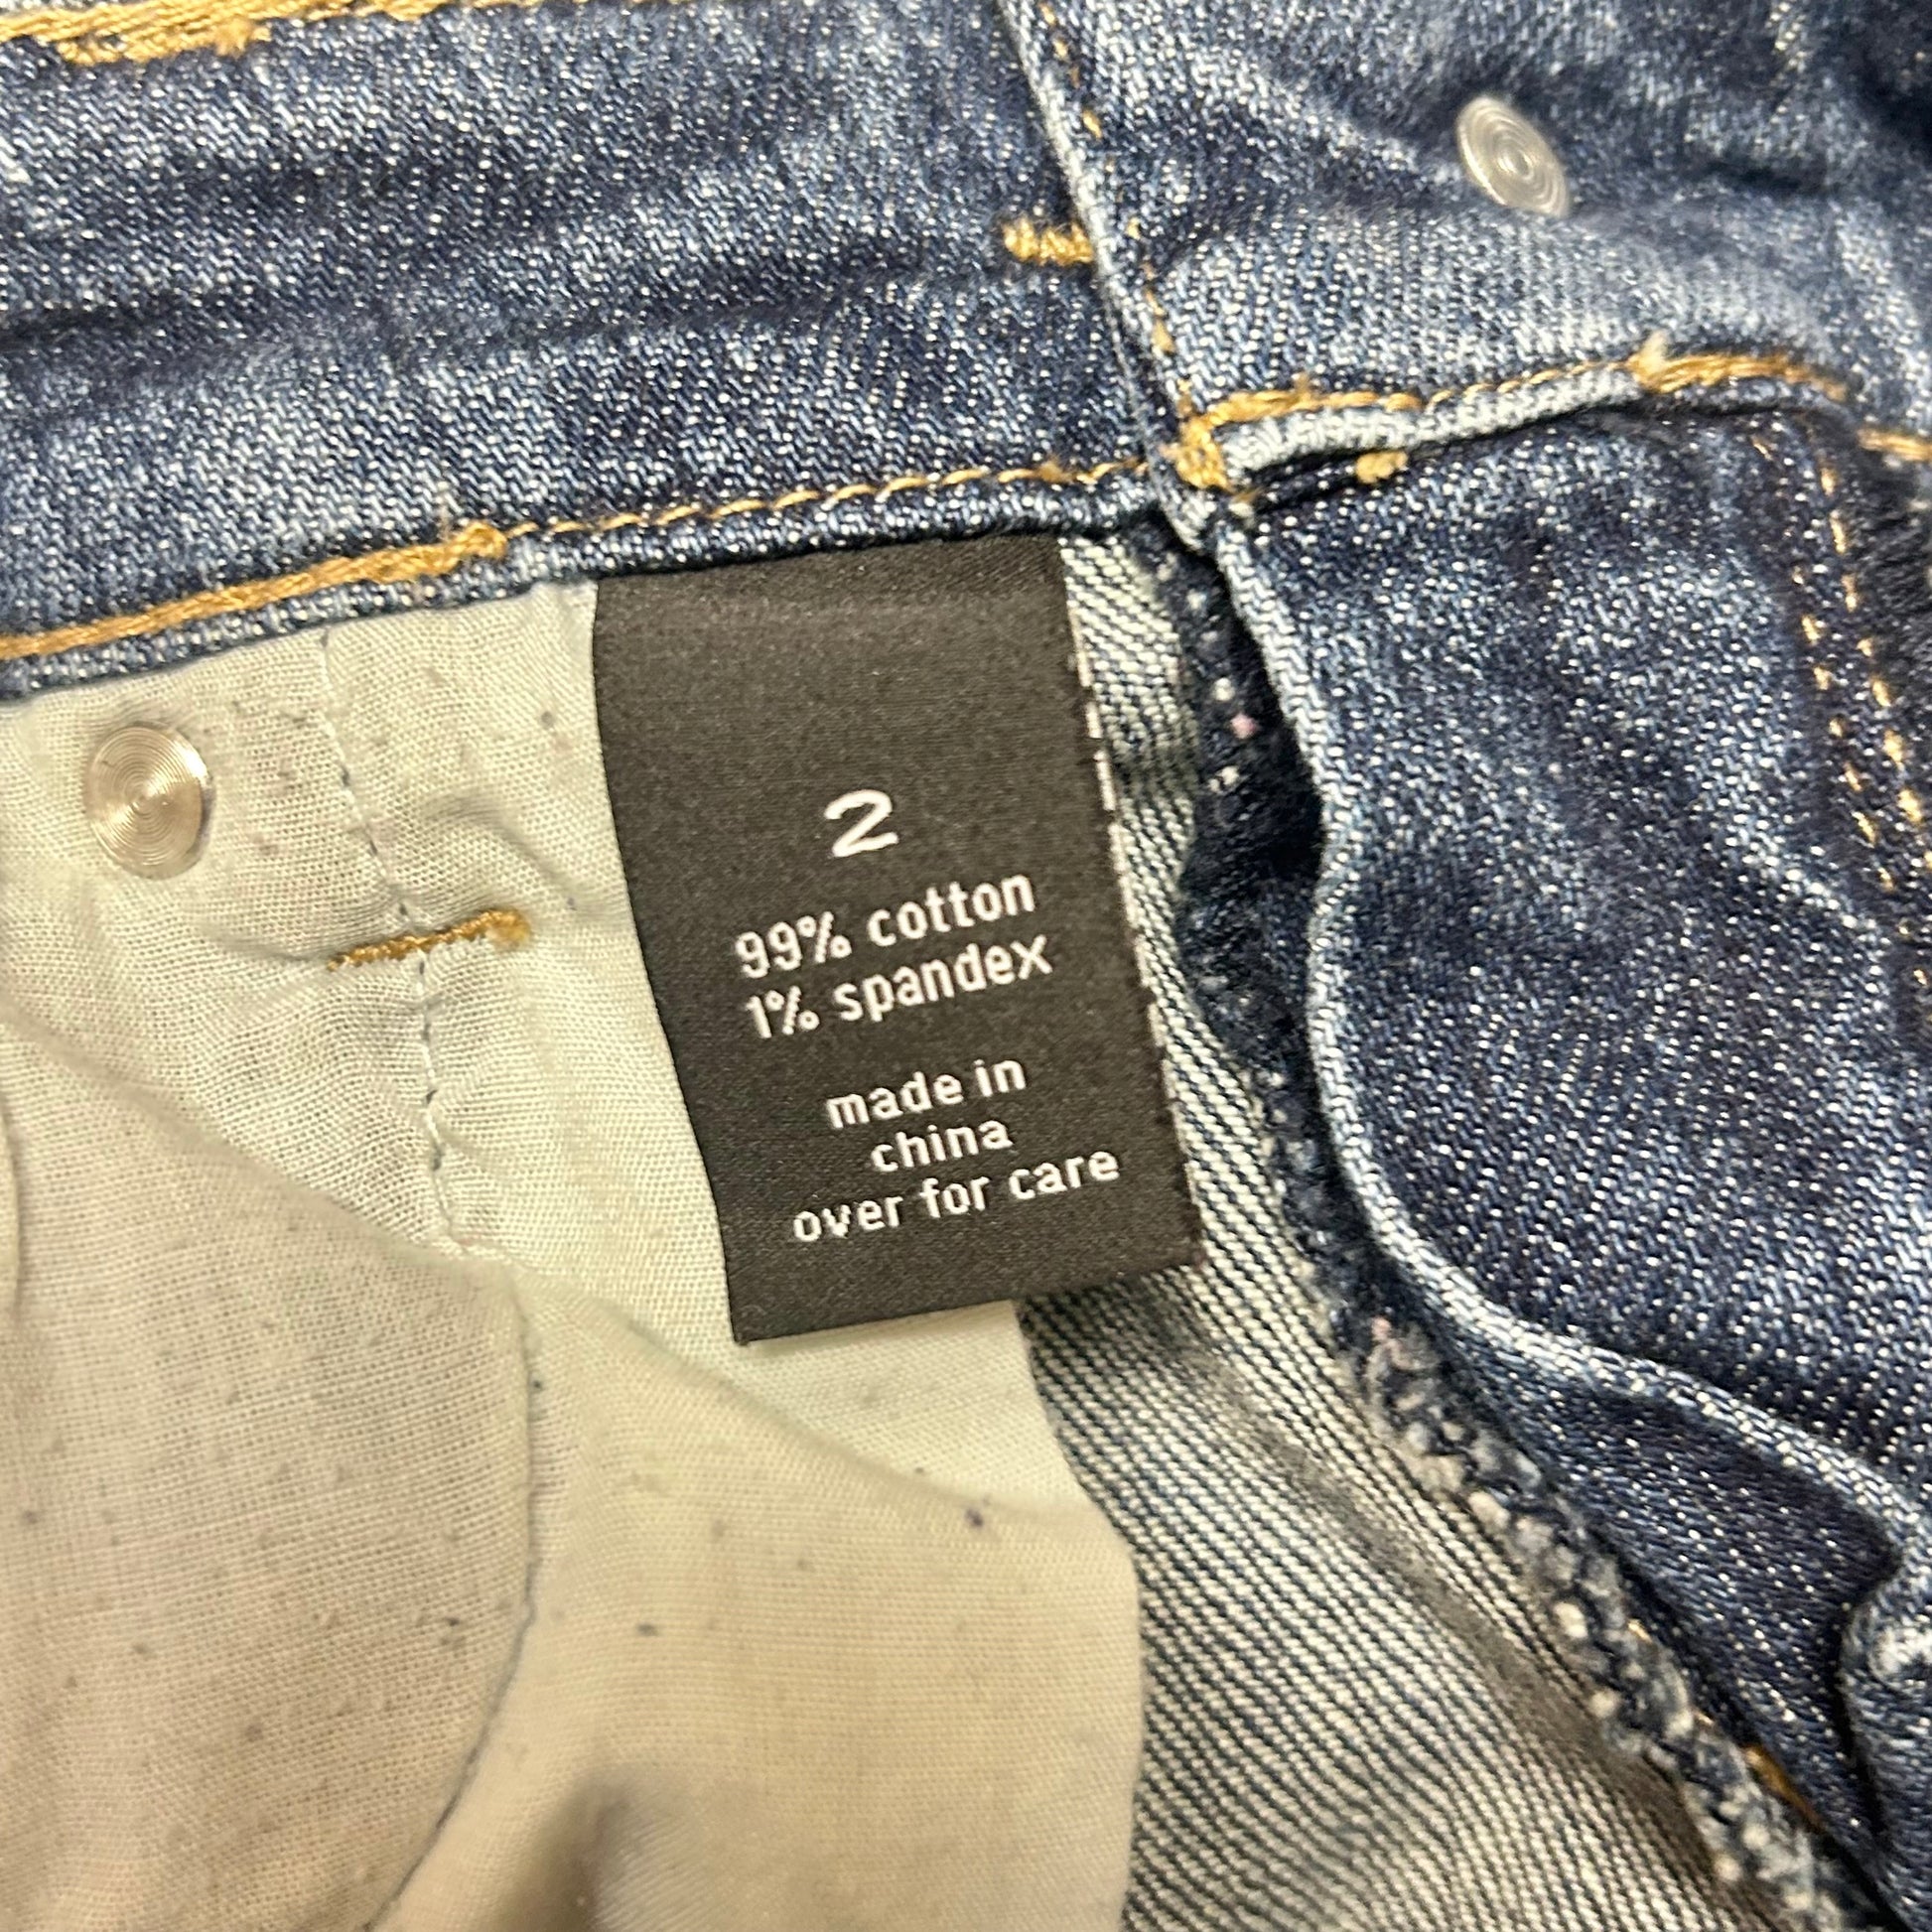 2
99% cotton
1% spandex
made in
china
over for care